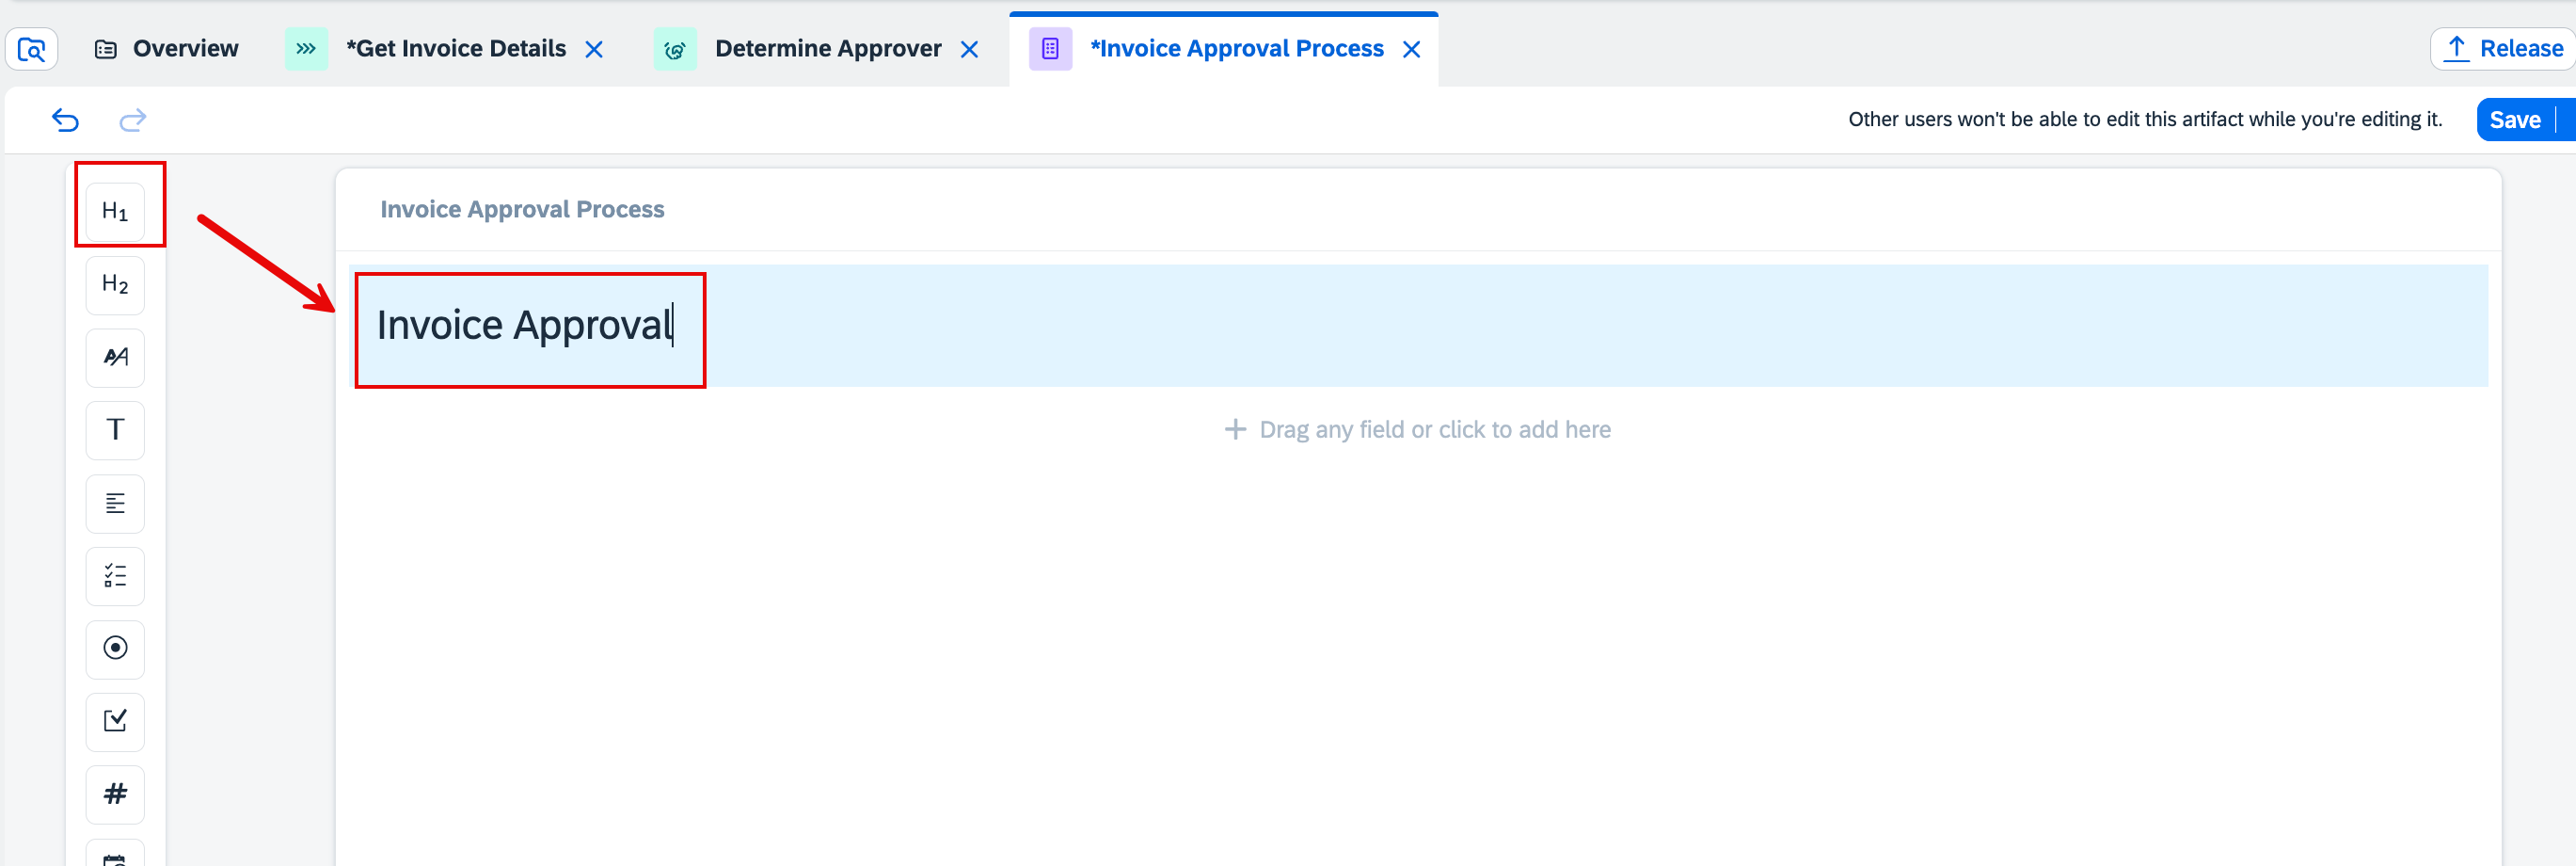 Overview *Get Invoice Details Determine Approver *Invoice Approval Process Release
Other users won't be able to edit this artifact while you're editing it. Save
H1
Invoice Approval Process
H2
Invoice Approval
A/A
T
+ Drag any field or click to add here
#